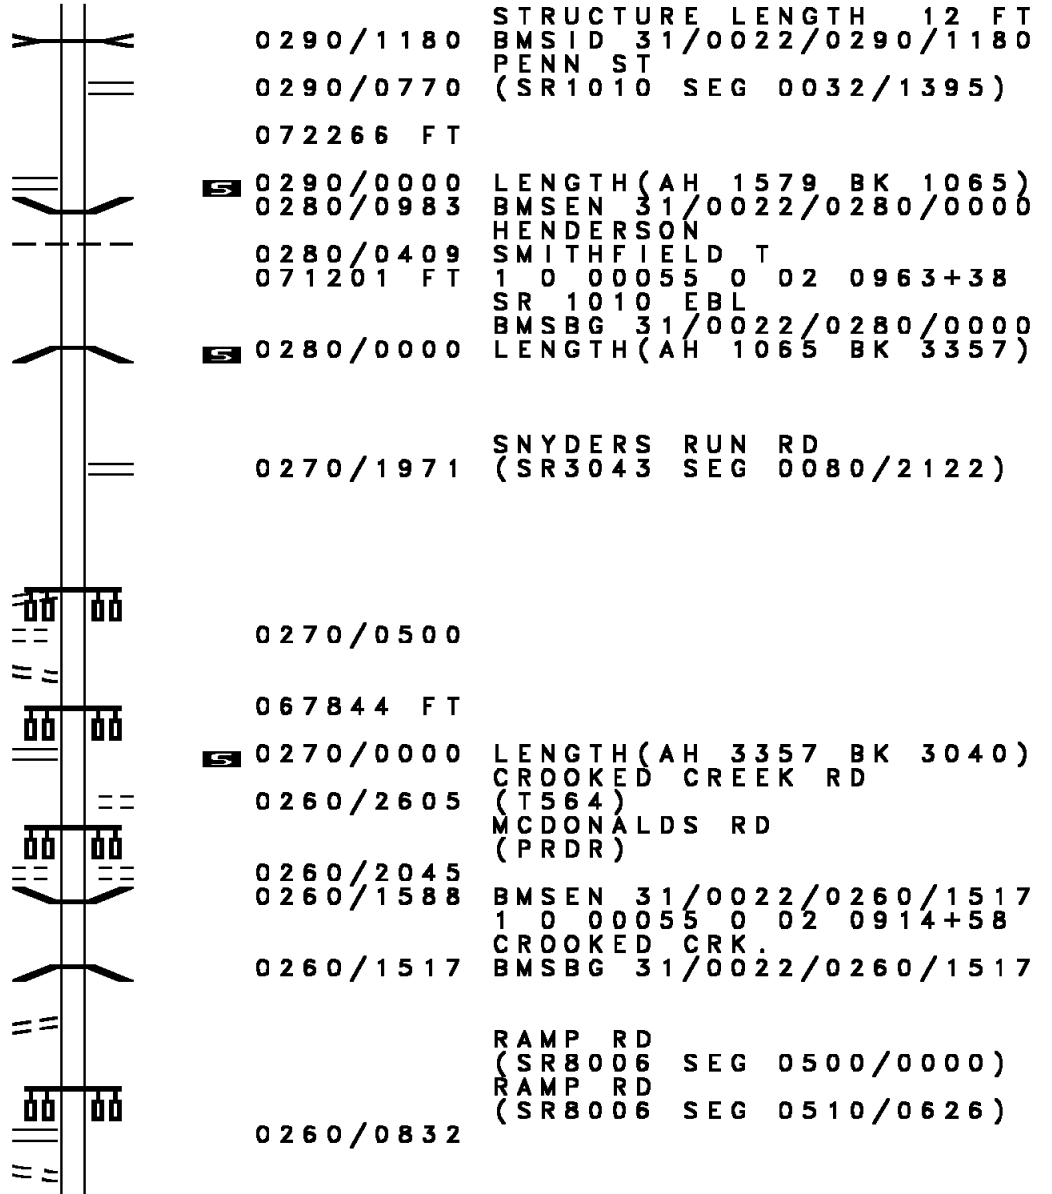 STRUCTURE LENGTH 12 FT
0290/1180 BMSID 31/0022/0290/1180
PENN ST
0290/0770 (SR1010 SEG 0032/1395)
072266 FT
S 0290/0000 LENGTH(AH 1579 BK 1065)
0280/0983 BMSEN 31/0022/0280/0000
HENDERSON
0280/0409 SMITHFIELD T
071201 FT 1 0 00055 0 02 0963+38
SR 1010 EBL
BMSBG 31/0022/0280/0000
S 0280/0000 LENGTH(AH 1065 BK 3357)
SNYDERS RUN RD
0270/1971 (SR3043 SEG 0080/2122)
0270/0500
067844 FT
S 0270/0000 LENGTH(AH 3357 BK 3040)
CROOKED CREEK RD
0260/2605 (T564)
MCDONALDS RD
(PRDR)
0260/2045
0260/1588 BMSEN 31/0022/0260/1517
1 0 00055 0 02 0914+58
CROOKED CRK.
0260/1517 BMSBG 31/0022/0260/1517
RAMP RD
(SR8006 SEG 0500/0000)
RAMP RD
(SR8006 SEG 0510/0626)
0260/0832